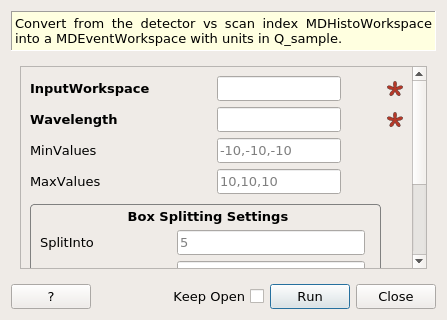 Convert from the detector vs scan index MDHistoWorkspace
into a MDEventWorkspace with units in Q_sample.
InputWorkspace
Wavelength
MinValues -10,-10,-10
MaxValues 10,10,10
Box Splitting Settings
SplitInto 5
? Keep Open Run Close